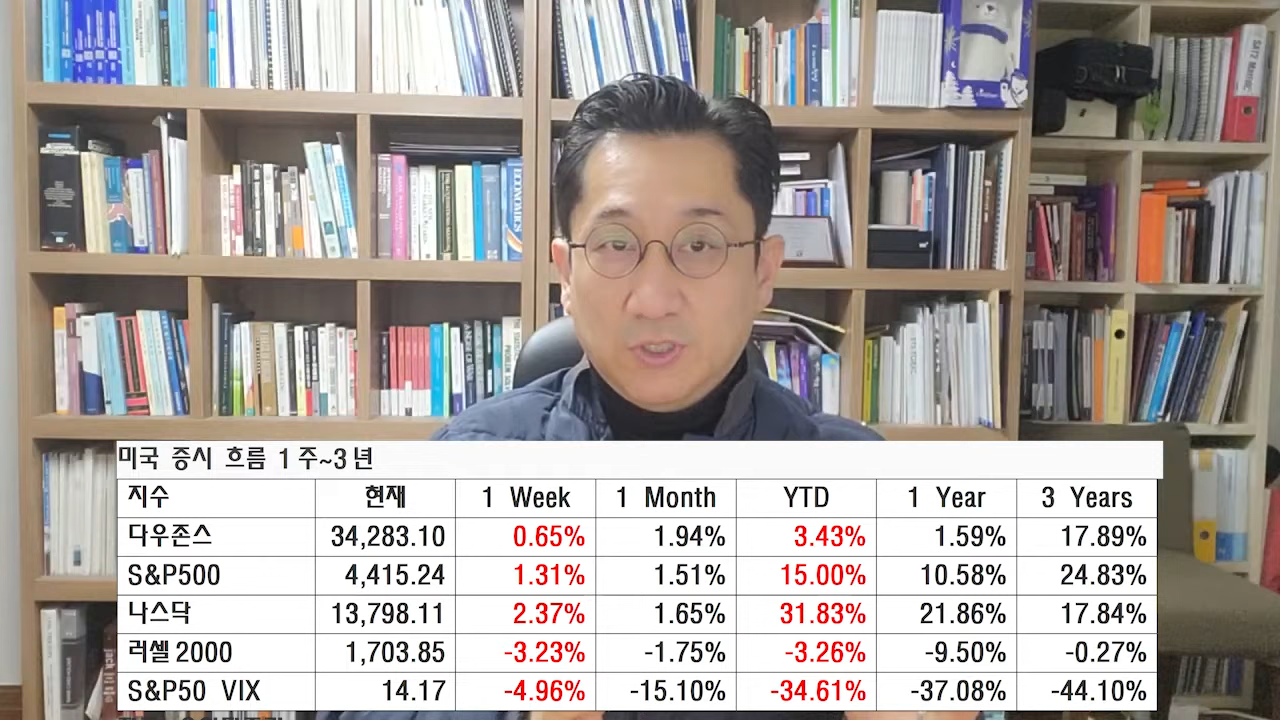 SAT2 Math
ECONOMICS
미국 증시 흐름 1주~3년
지수 현재 1 Week 1 Month YTD 1 Year 3 Years
다우존스 34,283.10 0.65% 1.94% 3.43% 1.59% 17.89%
S&P500 4,415.24 1.31% 1.51% 15.00% 10.58% 24.83%
나스닥 13,798.11 2.37% 1.65% 31.83% 21.86% 17.84%
러셀2000 1,703.85 -3.23% -1.75% -3.26% -9.50% -0.27%
S&P50 VIX 14.17 -4.96% -15.10% -34.61% -37.08% -44.10%